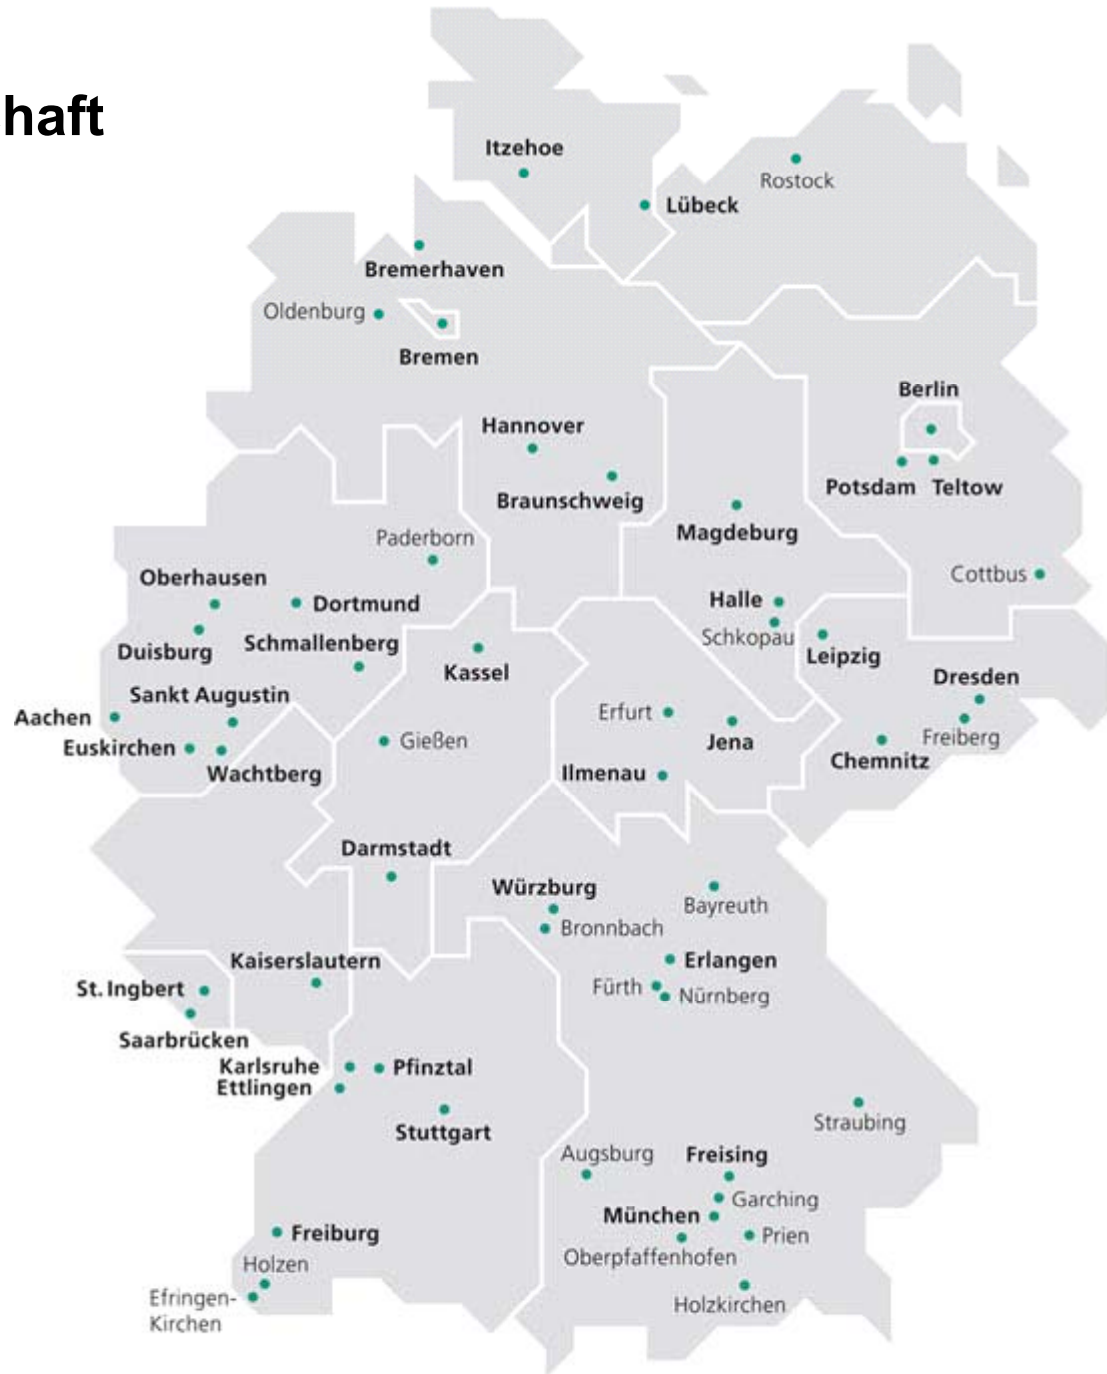 haft
Itzehoe
Rostock
Lübeck
Bremerhaven
Oldenburg
Bremen
Berlin
Hannover
Potsdam
Teltow
Braunschweig
Magdeburg
Paderborn
Cottbus
Oberhausen
Halle
Dortmund
Schkopau
Schmallenberg
Duisburg
Leipzig
Kassel
Dresden
Sankt Augustin
Erfurt
Aachen
Freiberg
Gießen
Jena
Euskirchen
Chemnitz
Ilmenau
Wachtberg
Darmstadt
Würzburg
Bayreuth
Bronnbach
Erlangen
Kaiserslautern
Fürth
St. Ingbert
Nürnberg
Saarbrücken
Karlsruhe
Pfinztal
Ettlingen
Straubing
Stuttgart
Augsburg
Freising
Garching
München
Freiburg
Prien
Oberpfaffenhofen
Holzen
Efringen-
Kirchen
Holzkirchen